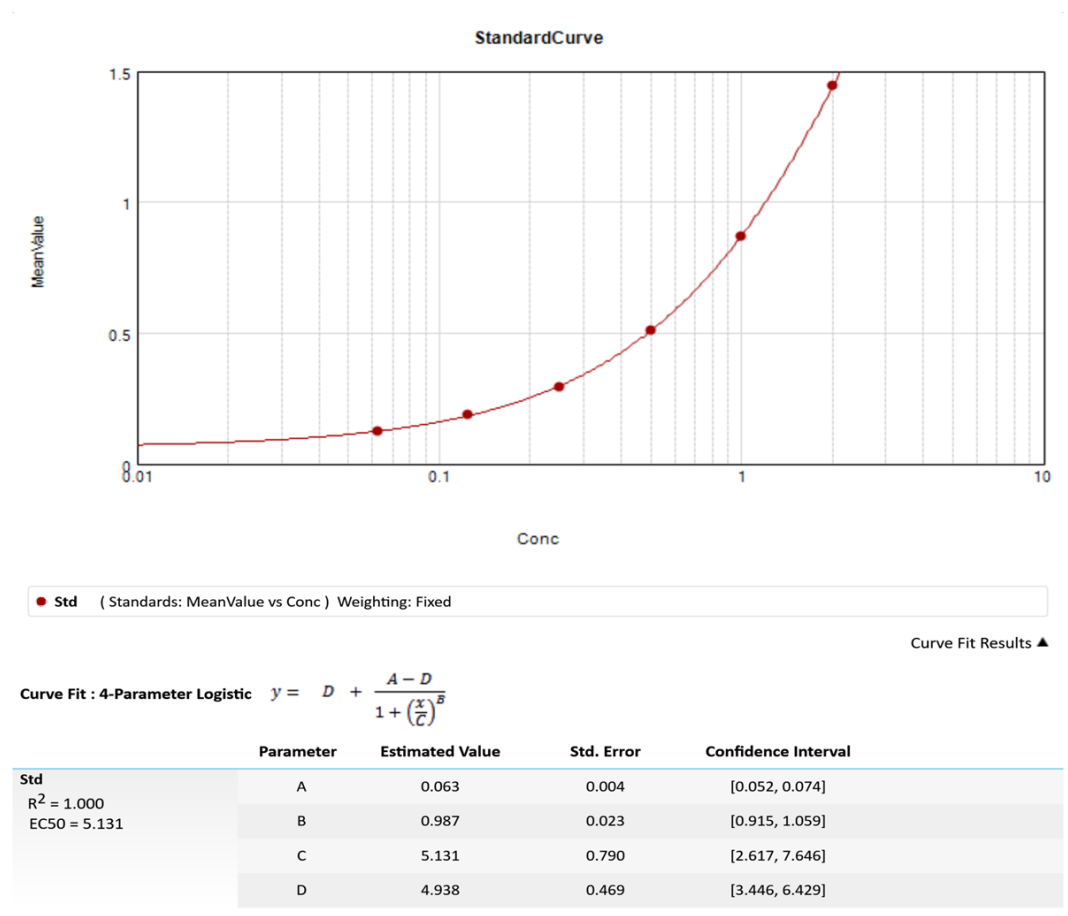 StandardCurve
1.5
1
0.5
0
0.01
0.1
1
10
MeanValue
Conc
Std ( Standards: MeanValue vs Conc ) Weighting: Fixed
Curve Fit Results ▲
Curve Fit : 4-Parameter Logistic y = D + A − D / 1 + (x/C)^B
Parameter Estimated Value Std. Error Confidence Interval
Std
R² = 1.000
EC50 = 5.131
A 0.063 0.004 [0.052, 0.074]
B 0.987 0.023 [0.915, 1.059]
C 5.131 0.790 [2.617, 7.646]
D 4.938 0.469 [3.446, 6.429]